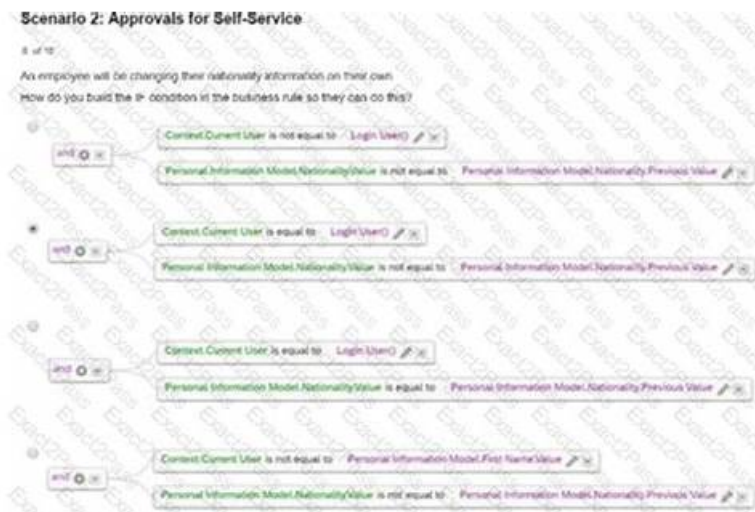 Scenario 2: Approvals for Self-Service
8 of 10
An employee will be changing their nationality information on their own
How do you build the IF condition in the business rule so they can do this?
Context.Current User is not equal to Login User()
and
Personal Information Model.Nationality.Value is not equal to Personal Information Model.Nationality.Previous Value
Context.Current User is equal to Login User()
and
Personal Information Model.Nationality.Value is not equal to Personal Information Model.Nationality.Previous Value
Context.Current User is equal to Login User()
and
Personal Information Model.Nationality.Value is equal to Personal Information Model.Nationality.Previous Value
Context.Current User is not equal to Personal Information Model.First Name.Value
and
Personal Information Model.Nationality.Value is not equal to Personal Information Model.Nationality.Previous Value
Exact2Pass